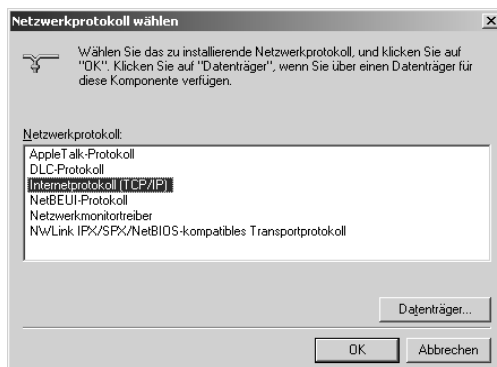 Netzwerkprotokoll wählen
Wählen Sie das zu installierende Netzwerkprotokoll, und klicken Sie auf
"OK". Klicken Sie auf "Datenträger", wenn Sie über einen Datenträger für
diese Komponente verfügen.
Netzwerkprotokoll:
AppleTalk-Protokoll
DLC-Protokoll
Internetprotokoll (TCP/IP)
NetBEUI-Protokoll
Netzwerkmonitortreiber
NWLink IPX/SPX/NetBIOS-kompatibles Transportprotokoll
Datenträger...
OK
Abbrechen